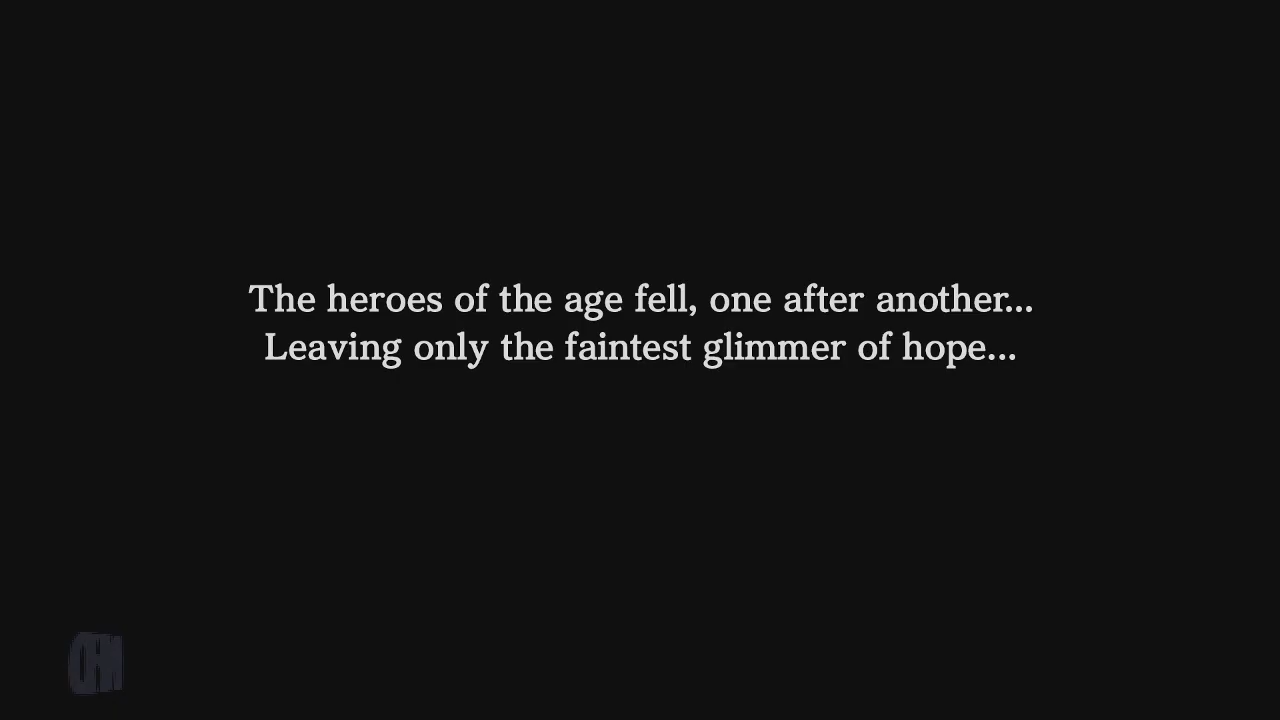 The heroes of the age fell, one after another...
Leaving only the faintest glimmer of hope...